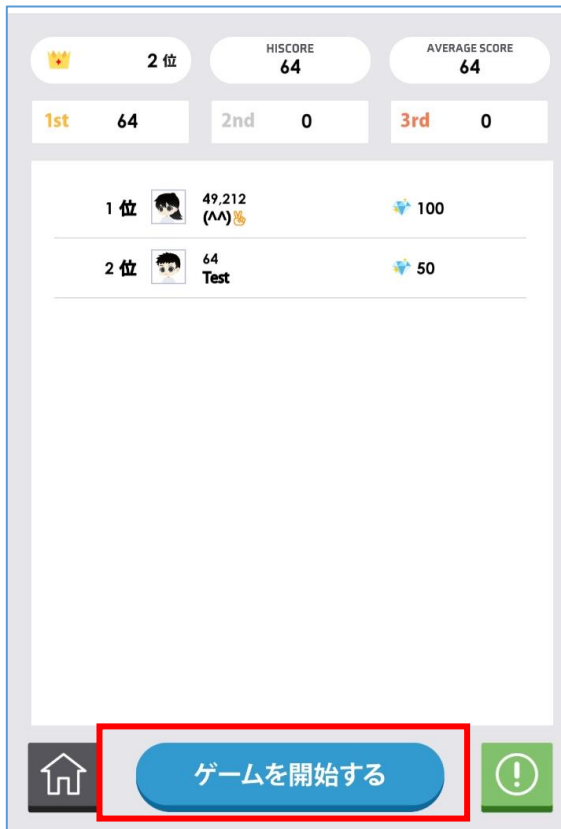 2 位
HISCORE
64
AVERAGE SCORE
64
1st 64
2nd 0
3rd 0
1 位 49,212 100
(^^)✌
2 位 64 50
Test
ゲームを開始する